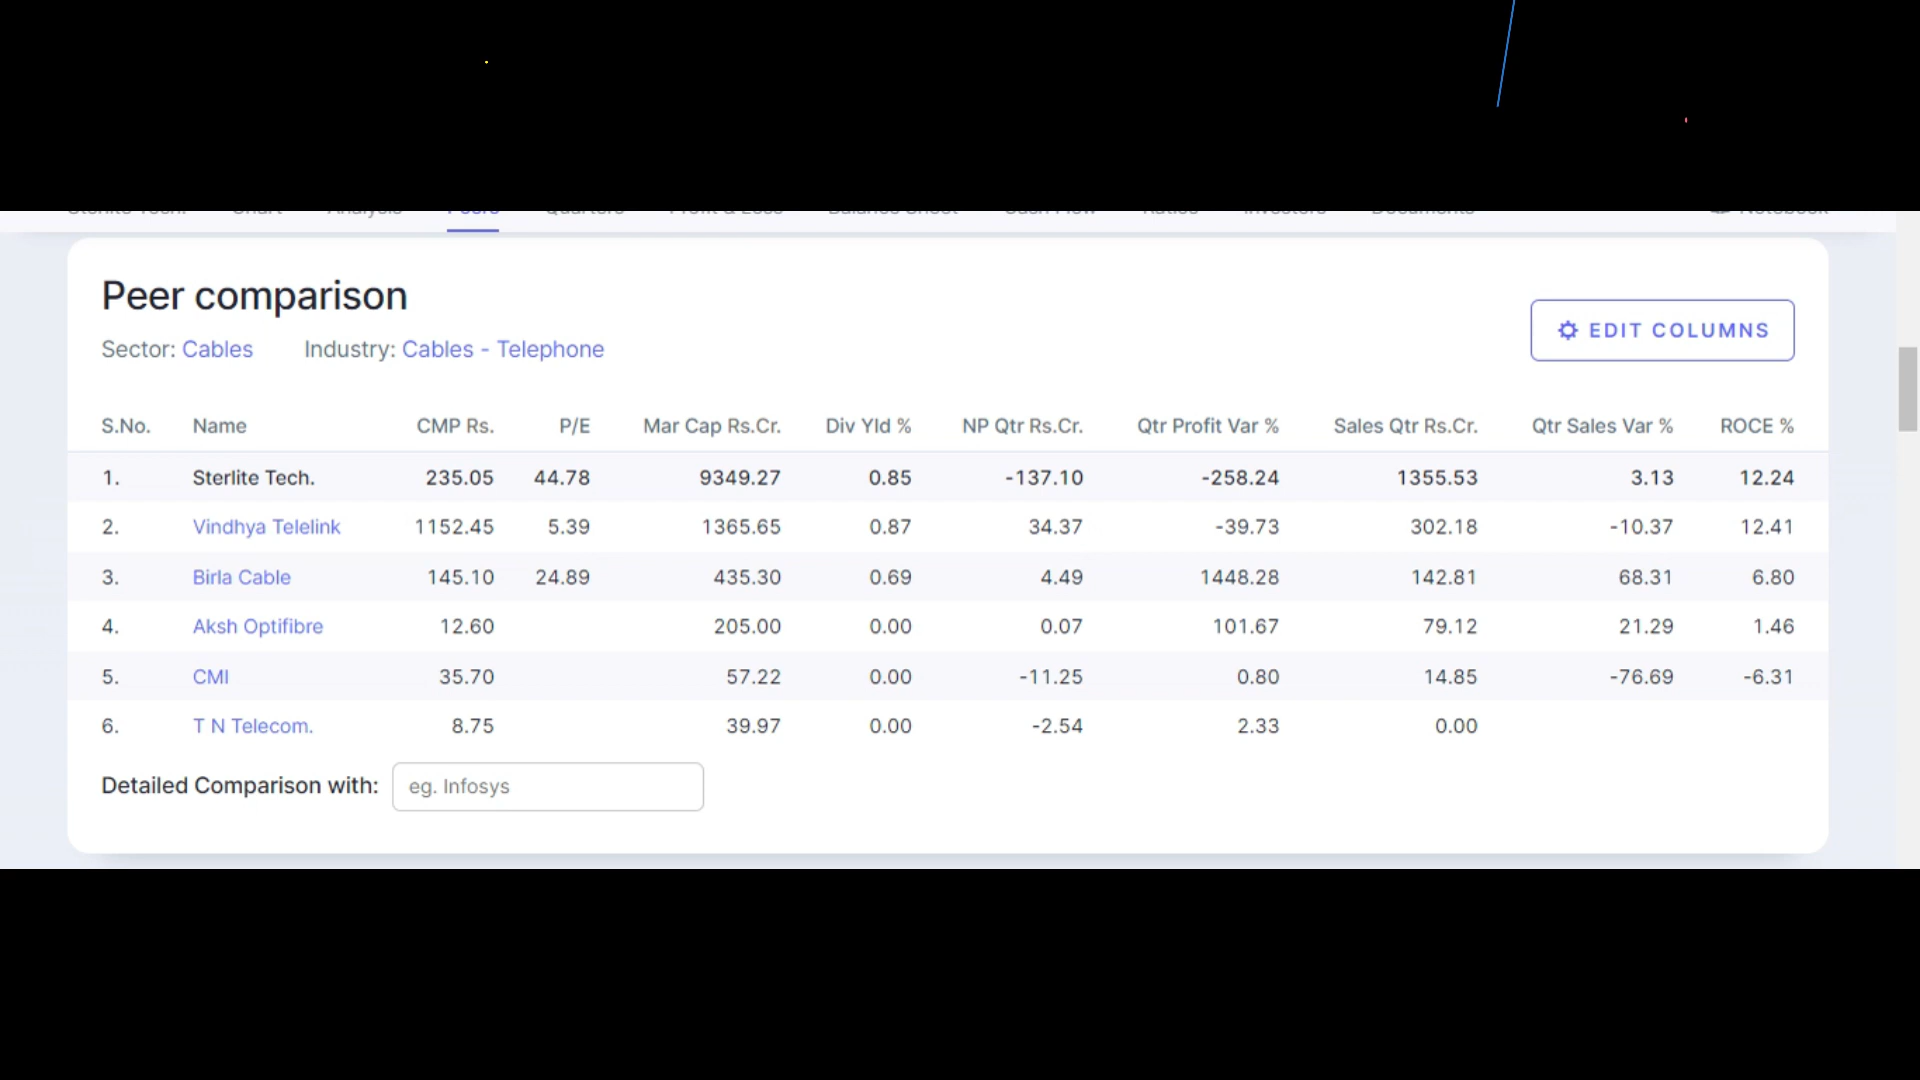 Peers
Peer comparison
Sector: Cables Industry: Cables - Telephone
EDIT COLUMNS
S.No. Name CMP Rs. P/E Mar Cap Rs.Cr. Div Yld % NP Qtr Rs.Cr. Qtr Profit Var % Sales Qtr Rs.Cr. Qtr Sales Var % ROCE %
1. Sterlite Tech. 235.05 44.78 9349.27 0.85 -137.10 -258.24 1355.53 3.13 12.24
2. Vindhya Telelink 1152.45 5.39 1365.65 0.87 34.37 -39.73 302.18 -10.37 12.41
3. Birla Cable 145.10 24.89 435.30 0.69 4.49 1448.28 142.81 68.31 6.80
4. Aksh Optifibre 12.60 205.00 0.00 0.07 101.67 79.12 21.29 1.46
5. CMI 35.70 57.22 0.00 -11.25 0.80 14.85 -76.69 -6.31
6. T N Telecom. 8.75 39.97 0.00 -2.54 2.33 0.00
Detailed Comparison with: eg. Infosys